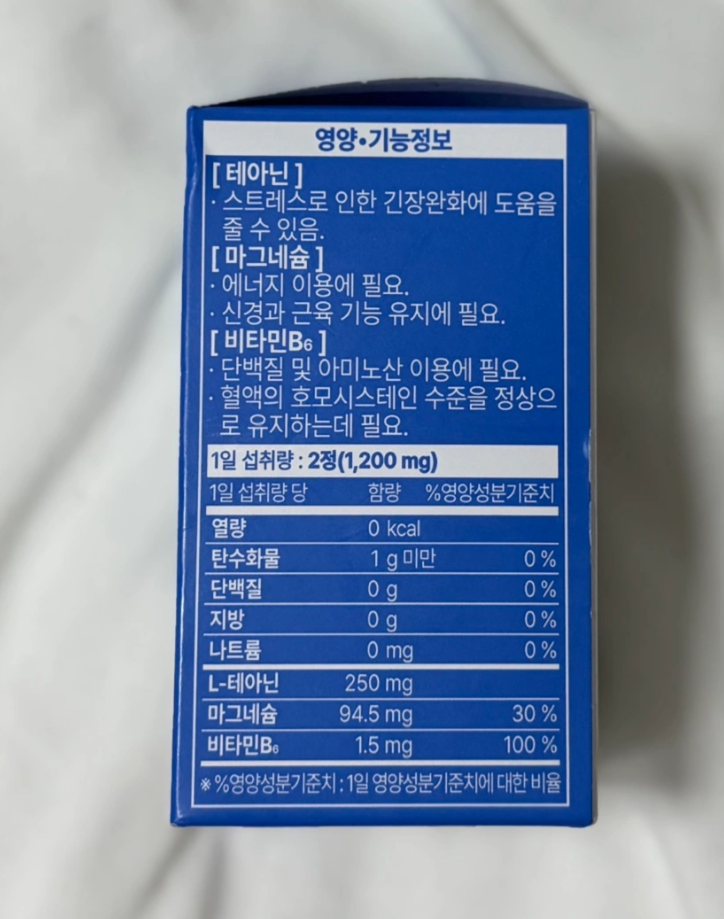 영양•기능정보
[ 테아닌 ]
· 스트레스로 인한 긴장완화에 도움을
줄 수 있음.
[ 마그네슘 ]
· 에너지 이용에 필요.
· 신경과 근육 기능 유지에 필요.
[ 비타민B₆ ]
· 단백질 및 아미노산 이용에 필요.
· 혈액의 호모시스테인 수준을 정상으
로 유지하는데 필요.
1일 섭취량 : 2정(1,200 mg)
1일 섭취량 당 함량 %영양성분기준치
열량 0 kcal
탄수화물 1 g 미만 0 %
단백질 0 g 0 %
지방 0 g 0 %
나트륨 0 mg 0 %
L-테아닌 250 mg
마그네슘 94.5 mg 30 %
비타민B₆ 1.5 mg 100 %
※ %영양성분기준치 : 1일 영양성분기준치에 대한 비율